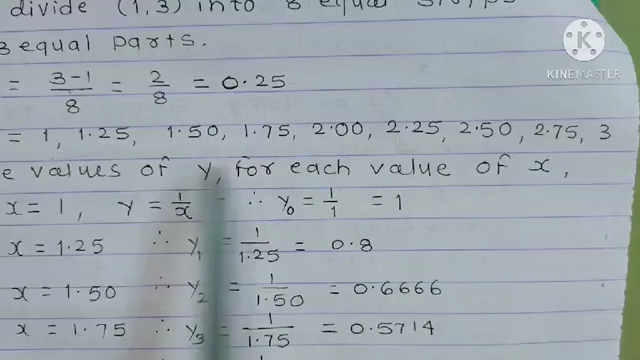 divide (1,3) into 8 equal strips
equal parts.
= 3-1/8 = 2/8 = 0.25
= 1, 1.25, 1.50, 1.75, 2.00, 2.25, 2.50, 2.75, 3
values of y, for each value of x,
x = 1, y = 1/x ∴ y₀ = 1/1 = 1
x = 1.25 ∴ y₁ = 1/1.25 = 0.8
x = 1.50 ∴ y₂ = 1/1.50 = 0.6666
x = 1.75 ∴ y₃ = 1/1.75 = 0.5714
KINEMASTER